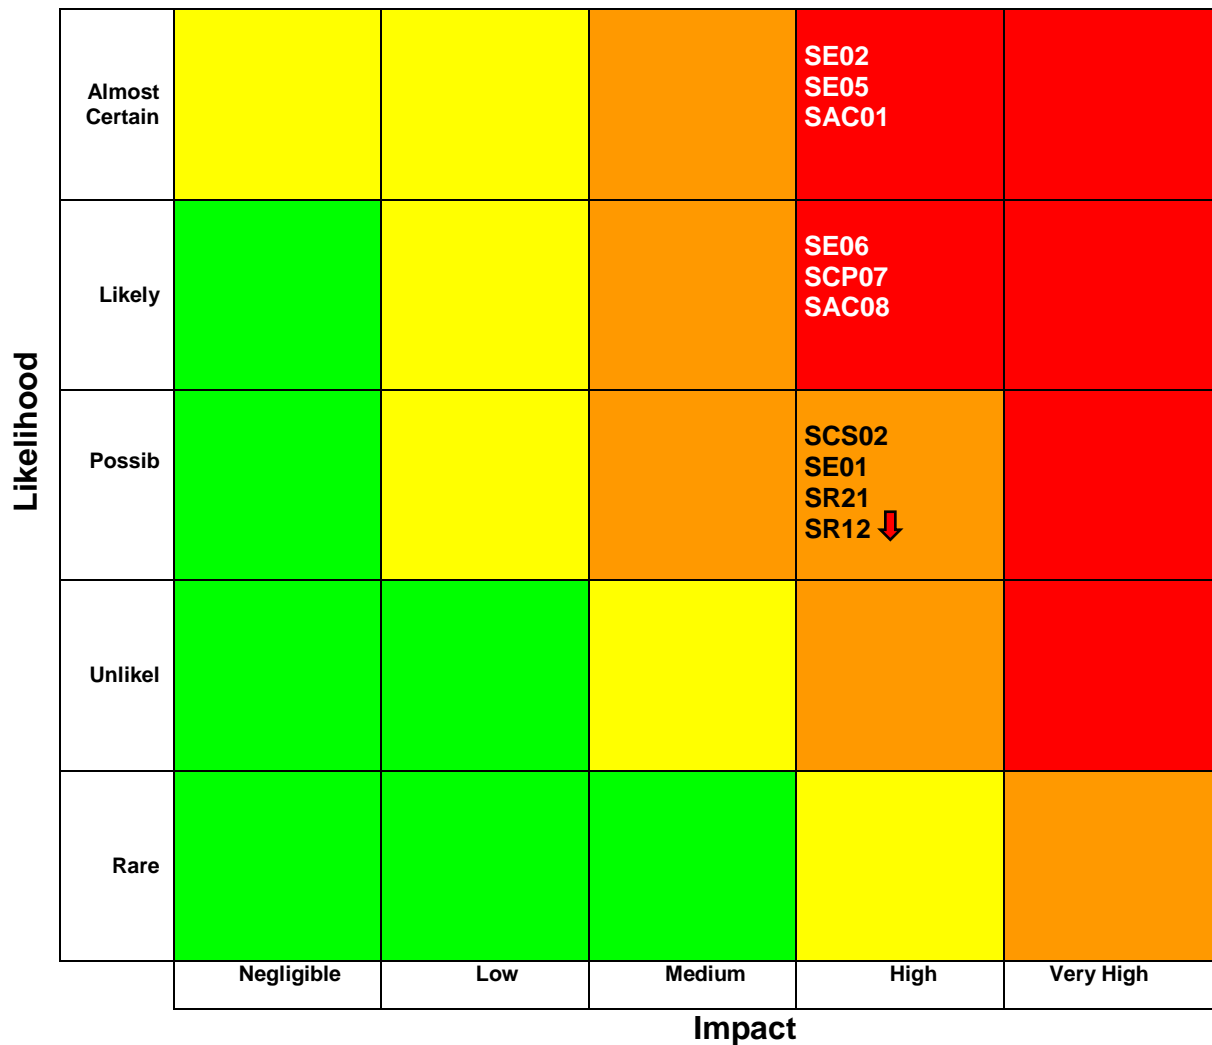 Almost
Certain
SE02
SE05
SAC01
Likely
SE06
SCP07
SAC08
Likelihood
Possib
SCS02
SE01
SR21
SR12
Unlikel
Rare
Negligible
Low
Medium
High
Very High
Impact